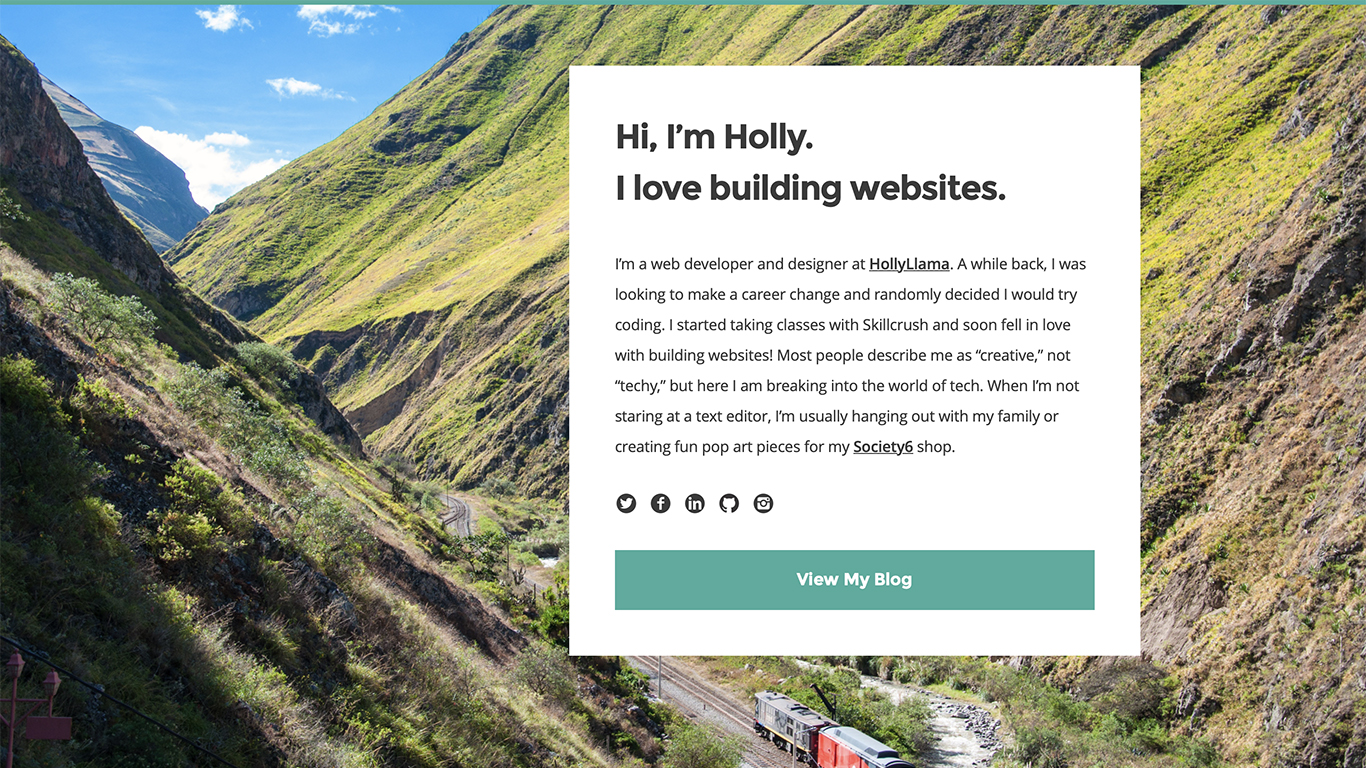 Hi, I’m Holly.
I love building websites.
I’m a web developer and designer at HollyLlama. A while back, I was
looking to make a career change and randomly decided I would try
coding. I started taking classes with Skillcrush and soon fell in love
with building websites! Most people describe me as “creative,” not
“techy,” but here I am breaking into the world of tech. When I’m not
staring at a text editor, I’m usually hanging out with my family or
creating fun pop art pieces for my Society6 shop.
View My Blog